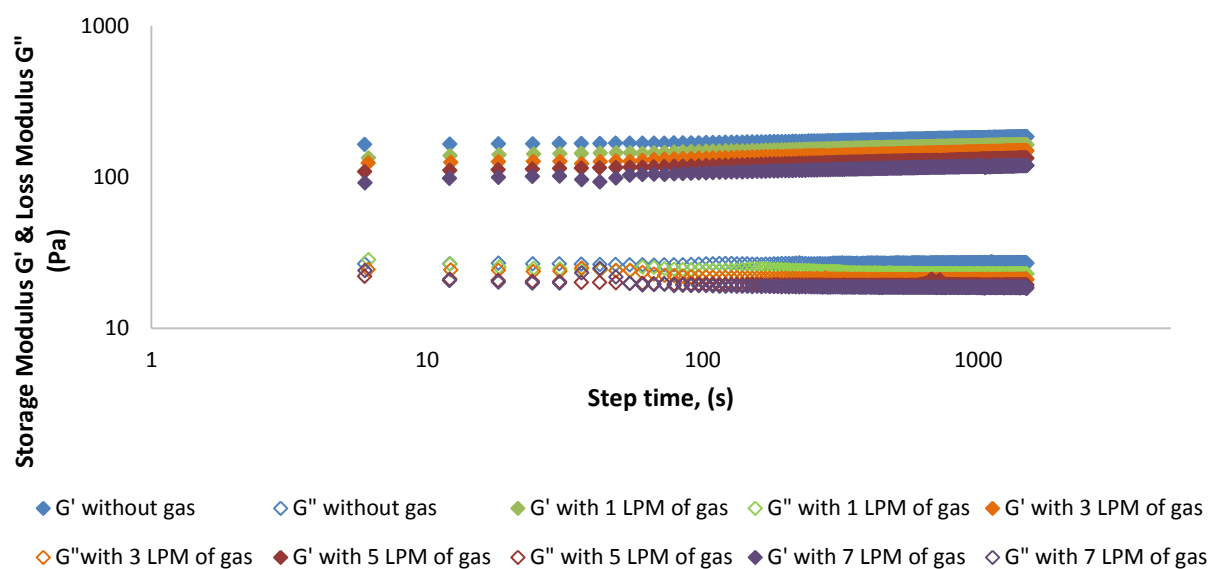 Storage Modulus G' & Loss Modulus G"
(Pa)
1000
100
10
1
10
100
1000
Step time, (s)
G' without gas
G" without gas
G' with 1 LPM of gas
G" with 1 LPM of gas
G' with 3 LPM of gas
G"with 3 LPM of gas
G' with 5 LPM of gas
G" with 5 LPM of gas
G' with 7 LPM of gas
G" with 7 LPM of gas